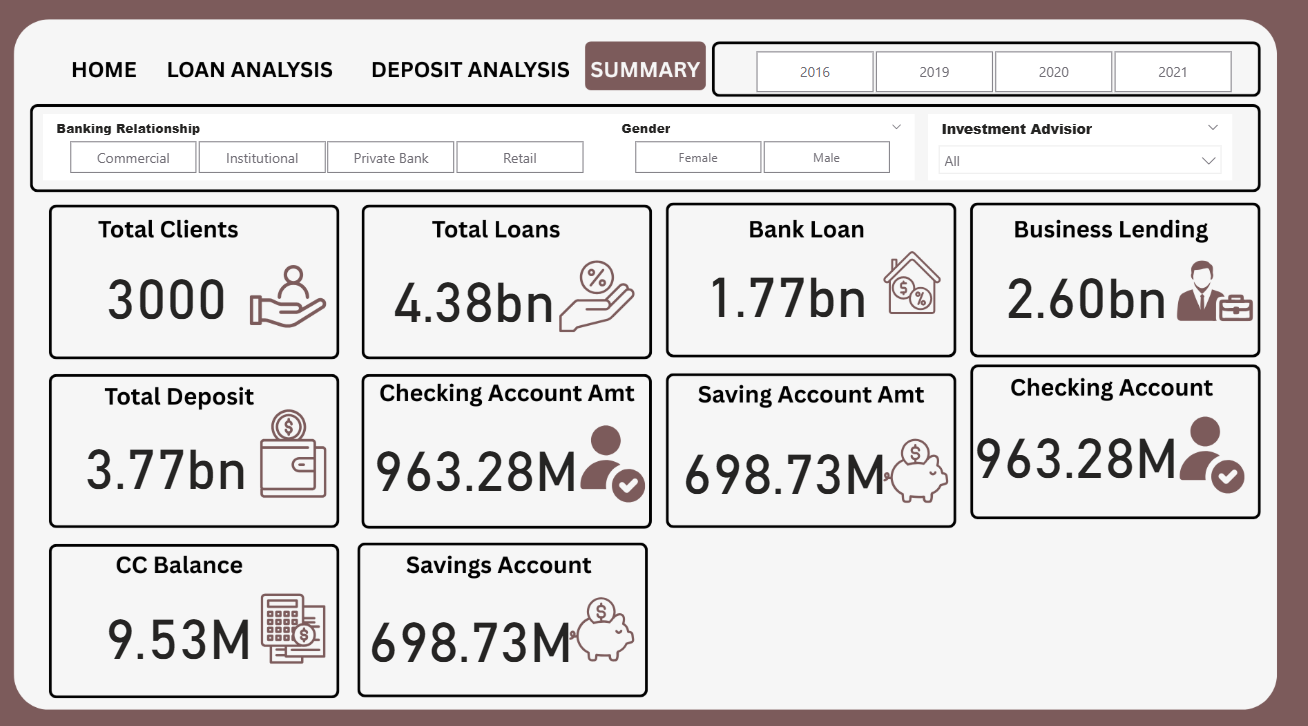 HOME LOAN ANALYSIS DEPOSIT ANALYSIS SUMMARY 2016 2019 2020 2021
Banking Relationship Gender Investment Advisior
Commercial Institutional Private Bank Retail Female Male All
Total Clients Total Loans Bank Loan Business Lending
3000 4.38bn 1.77bn 2.60bn
% $ % 
Total Deposit Checking Account Amt Saving Account Amt Checking Account
$ $
3.77bn 963.28M 698.73M 963.28M
CC Balance Savings Account
$ $
9.53M 698.73M